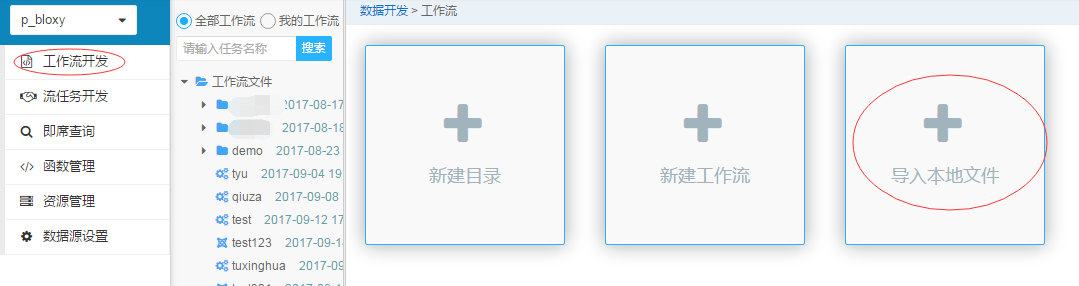 p_bloxy
工作流开发
流任务开发
即席查询
函数管理
资源管理
数据源设置
全部工作流 我的工作流
请输入任务名称 搜索
工作流文件
2017-08-17
2017-08-18
demo 2017-08-23
tyu 2017-09-04 19
qiuza 2017-09-08
test 2017-09-12 17
test123 2017-09-1
tuxinghua 2017-09-
数据开发 > 工作流
新建目录
新建工作流
导入本地文件